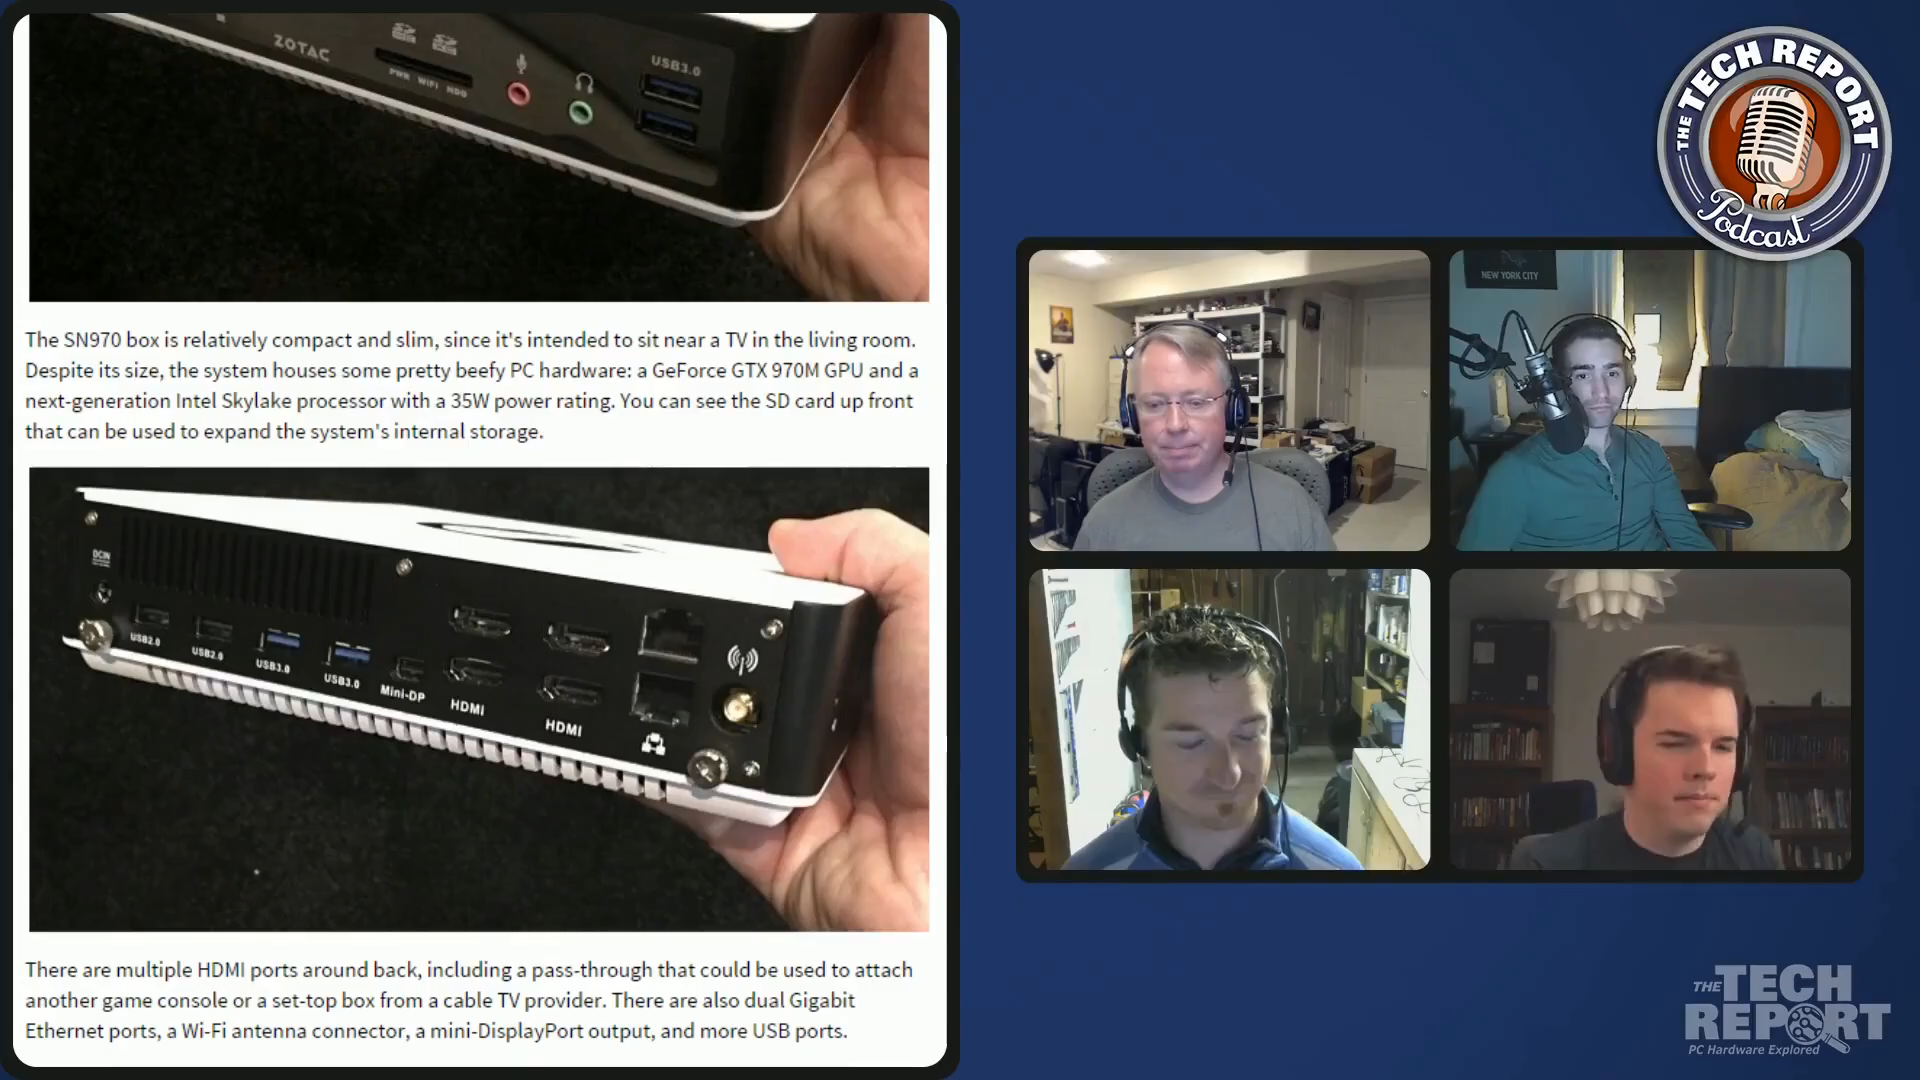 ZOTAC
PWR WIFI HDD
USB3.0
The SN970 box is relatively compact and slim, since it's intended to sit near a TV in the living room.
Despite its size, the system houses some pretty beefy PC hardware: a GeForce GTX 970M GPU and a
next-generation Intel Skylake processor with a 35W power rating. You can see the SD card up front
that can be used to expand the system's internal storage.
DCIN
USB2.0
USB2.0
USB3.0
USB3.0
Mini-DP
HDMI
HDMI
There are multiple HDMI ports around back, including a pass-through that could be used to attach
another game console or a set-top box from a cable TV provider. There are also dual Gigabit
Ethernet ports, a Wi-Fi antenna connector, a mini-DisplayPort output, and more USB ports.
THE TECH REPORT
Podcast
NEW YORK CITY
THE TECH
REPORT
PC Hardware Explored